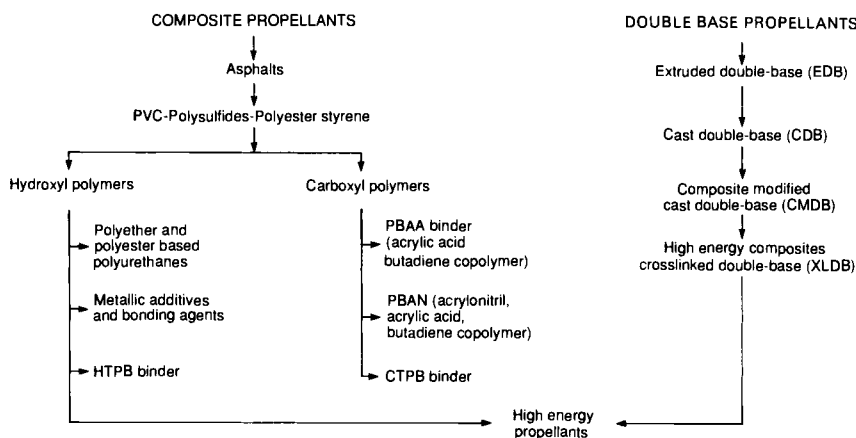 COMPOSITE PROPELLANTS
Asphalts
PVC-Polysulfides-Polyester styrene
Hydroxyl polymers
Polyether and
polyester based
polyurethanes
Metallic additives
and bonding agents
HTPB binder
Carboxyl polymers
PBAA binder
(acrylic acid
butadiene copolymer)
PBAN (acrylonitril,
acrylic acid,
butadiene copolymer)
CTPB binder
DOUBLE BASE PROPELLANTS
Extruded double-base (EDB)
Cast double-base (CDB)
Composite modified
cast double-base (CMDB)
High energy composites
crosslinked double-base (XLDB)
High energy
propellants